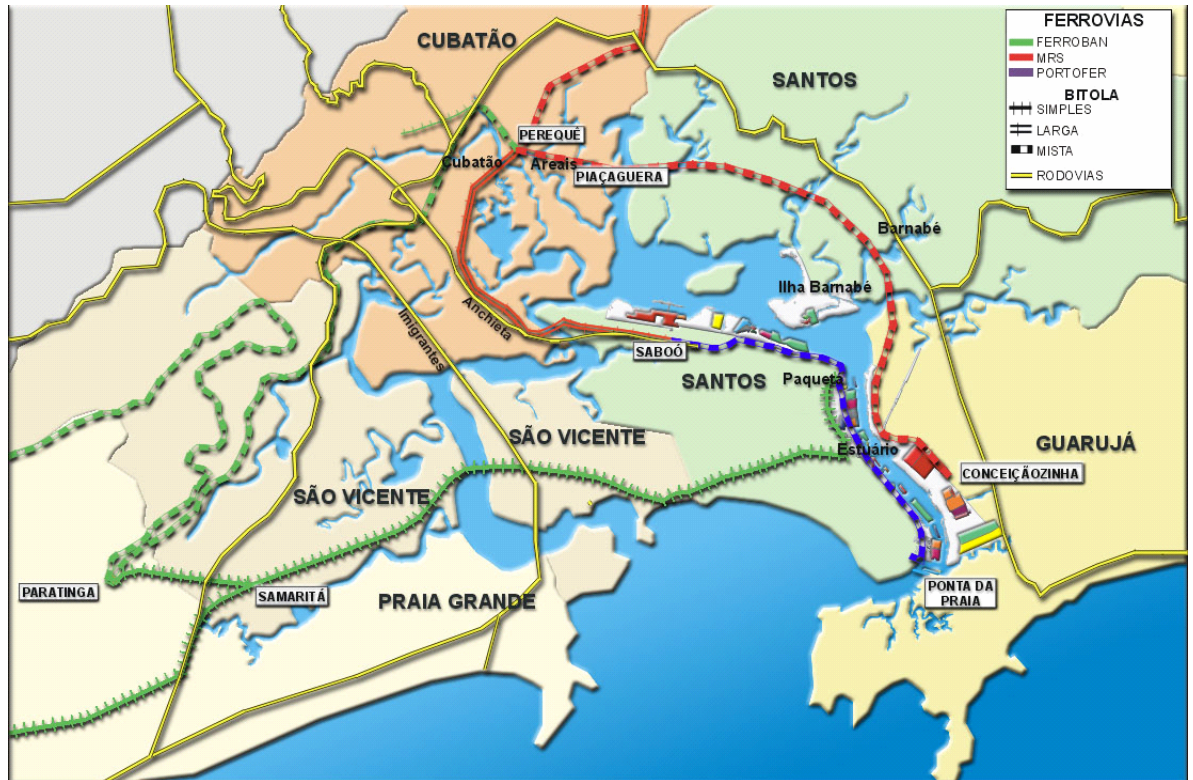 FERROVIAS
FERROBAN
MRS
PORTOFER
BITOLA
SIMPLES
LARGA
MISTA
RODOVIAS
CUBATÃO
SANTOS
PEREQUÊ
Cubatão
Areais
PIAÇAGUERA
Barnabé
Ilha Barnabé
Anchieta
Imigrantes
SABOÓ
SANTOS
Paquetá
SÃO VICENTE
Estuário
GUARUJÁ
CONCEIÇÃOZINHA
SÃO VICENTE
PARATINGA
SAMARITÁ
PRAIA GRANDE
PONTA DA
PRAIA